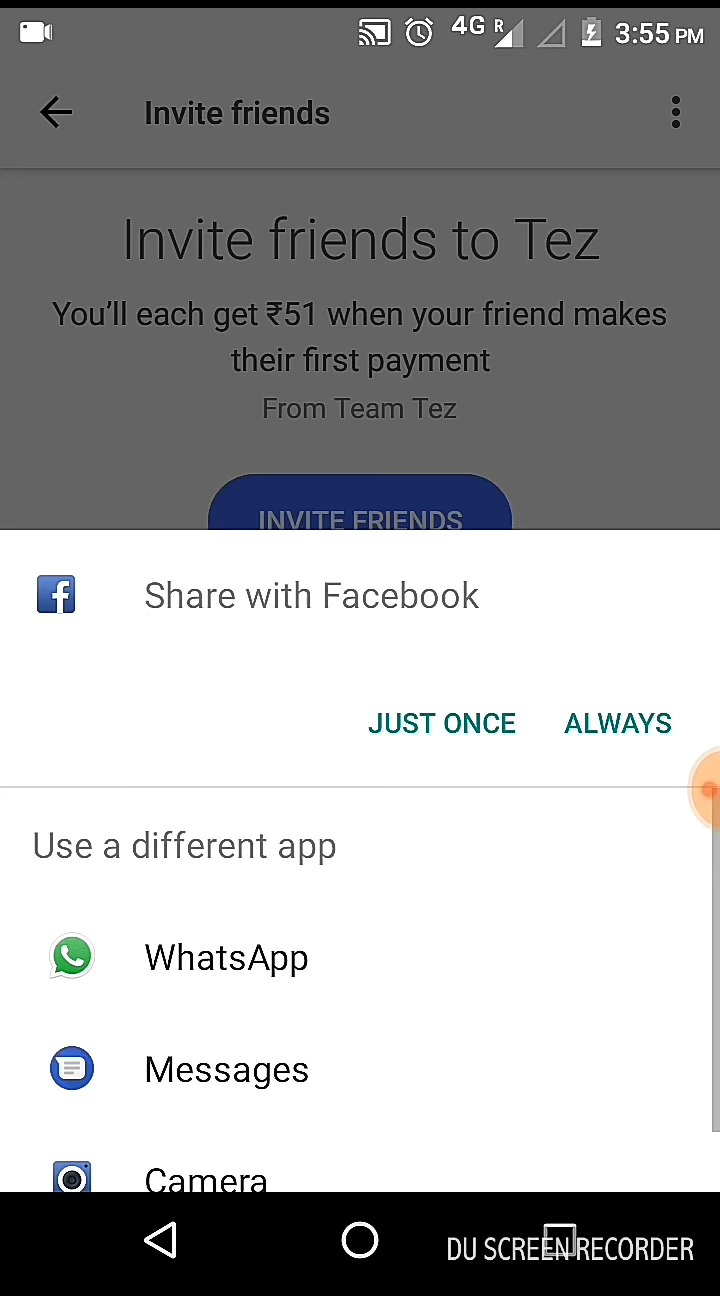 4G R 3:55 PM
Invite friends
Invite friends to Tez
You'll each get ₹51 when your friend makes
their first payment
From Team Tez
INVITE FRIENDS
f Share with Facebook
JUST ONCE ALWAYS
Use a different app
WhatsApp
Messages
Camera
DU SCREEN RECORDER